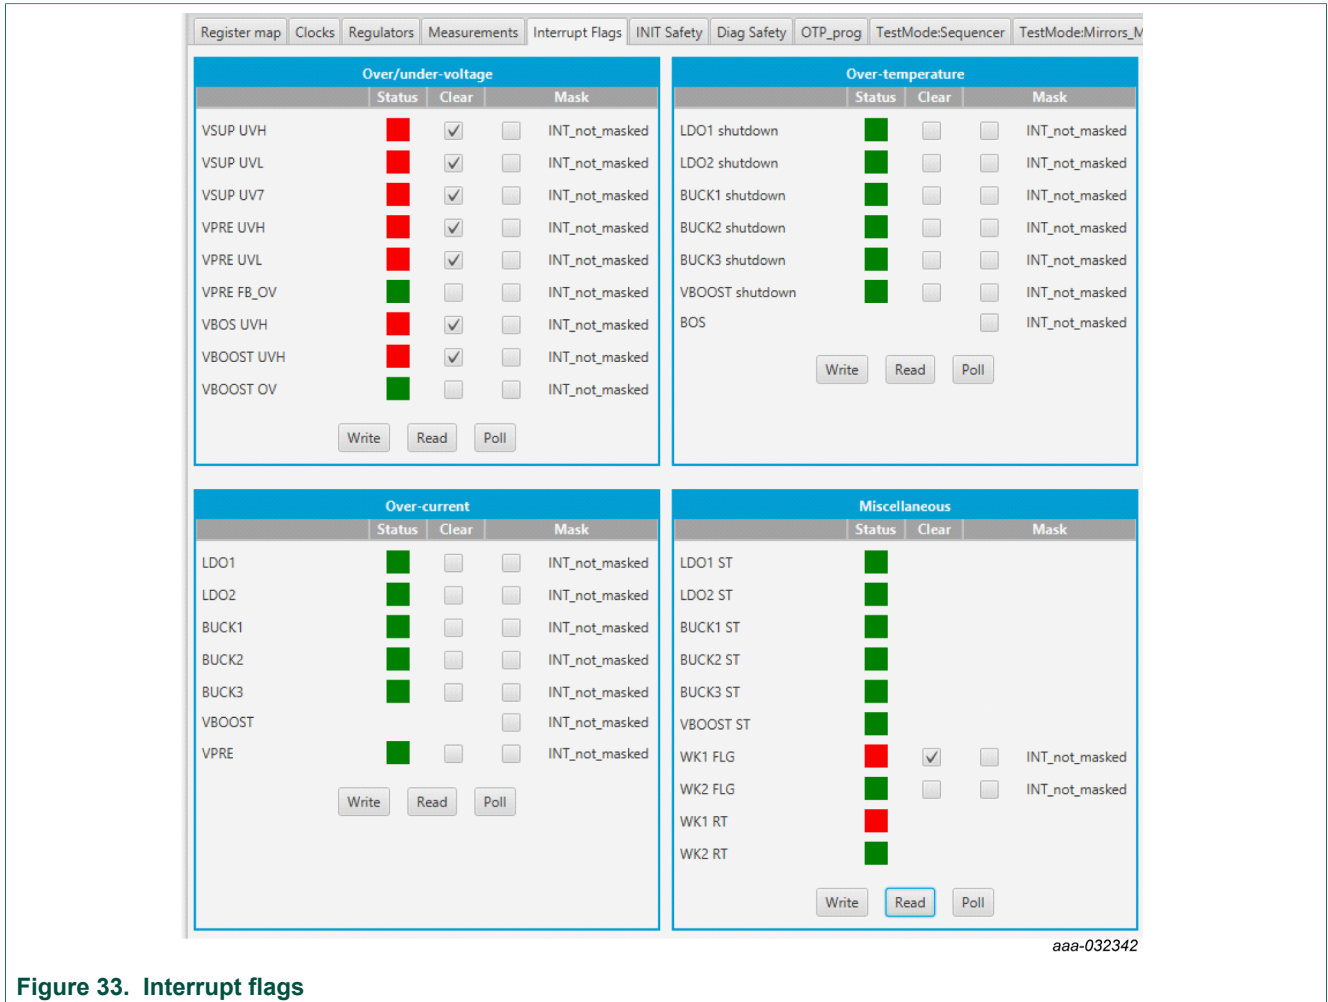 Register map Clocks Regulators Measurements Interrupt Flags INIT Safety Diag Safety OTP_prog TestMode:Sequencer TestMode:Mirrors_M
Over/under-voltage
Status Clear Mask
VSUP UVH INT_not_masked
VSUP UVL INT_not_masked
VSUP UV7 INT_not_masked
VPRE UVH INT_not_masked
VPRE UVL INT_not_masked
VPRE FB_OV INT_not_masked
VBOS UVH INT_not_masked
VBOOST UVH INT_not_masked
VBOOST OV INT_not_masked
Write Read Poll
Over-temperature
Status Clear Mask
LDO1 shutdown INT_not_masked
LDO2 shutdown INT_not_masked
BUCK1 shutdown INT_not_masked
BUCK2 shutdown INT_not_masked
BUCK3 shutdown INT_not_masked
VBOOST shutdown INT_not_masked
BOS INT_not_masked
Write Read Poll
Over-current
Status Clear Mask
LDO1 INT_not_masked
LDO2 INT_not_masked
BUCK1 INT_not_masked
BUCK2 INT_not_masked
BUCK3 INT_not_masked
VBOOST INT_not_masked
VPRE INT_not_masked
Write Read Poll
Miscellaneous
Status Clear Mask
LDO1 ST
LDO2 ST
BUCK1 ST
BUCK2 ST
BUCK3 ST
VBOOST ST
WK1 FLG INT_not_masked
WK2 FLG INT_not_masked
WK1 RT
WK2 RT
Write Read Poll
aaa-032342
Figure 33. Interrupt flags